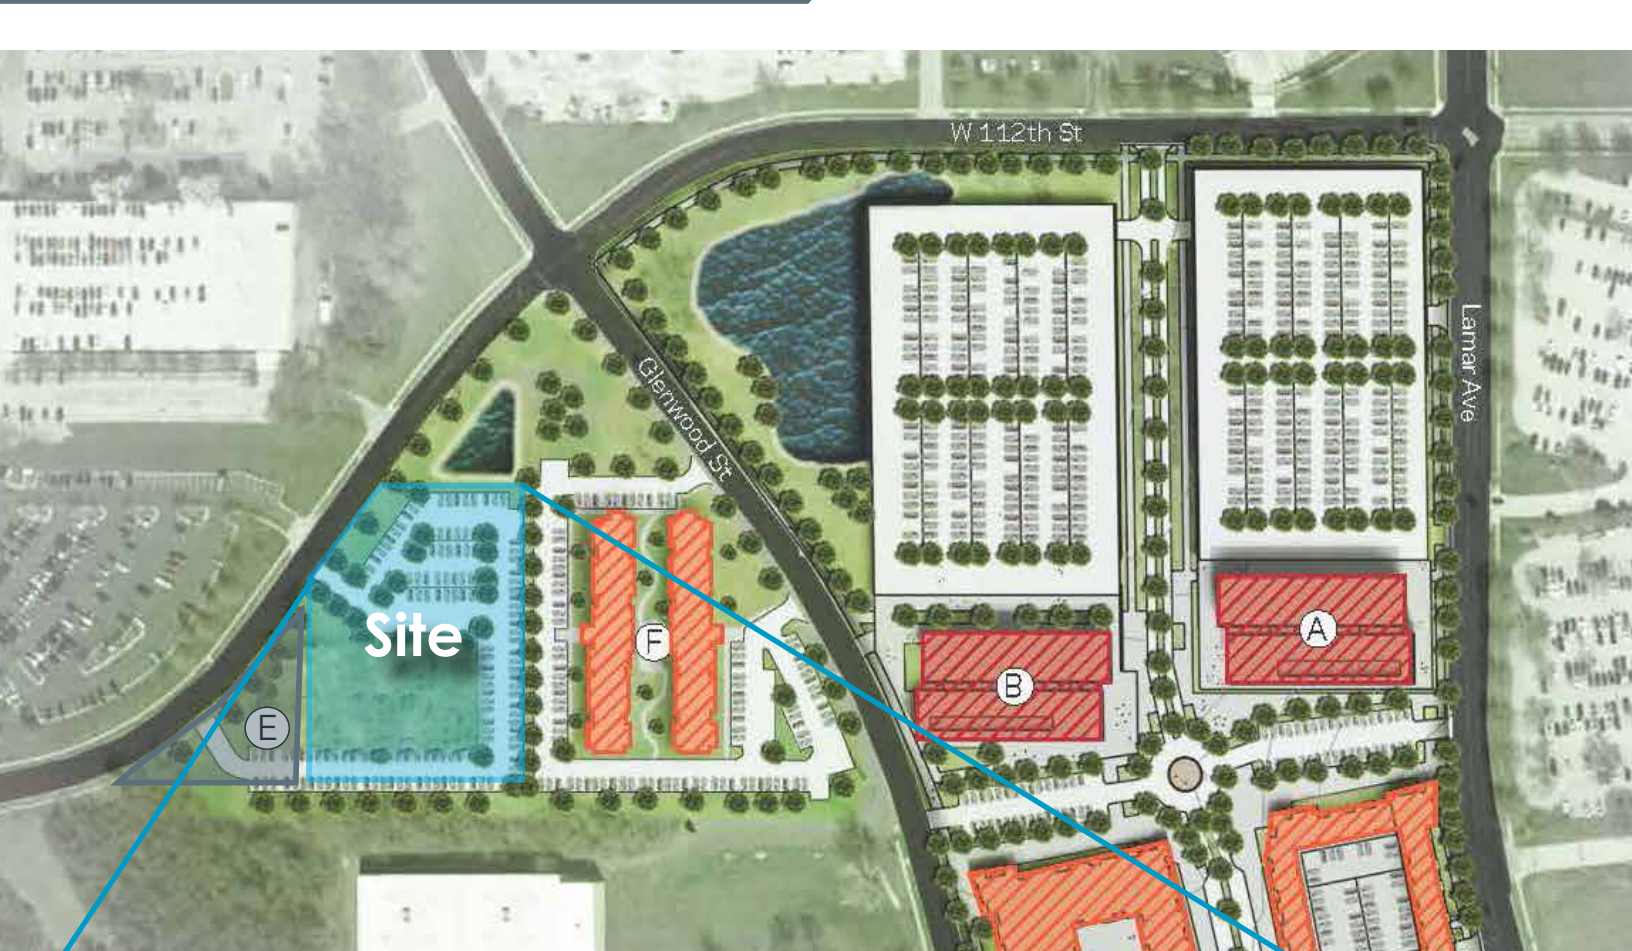 W 112th St
Lamar Ave
Glenwood St
Site
F
A
B
E